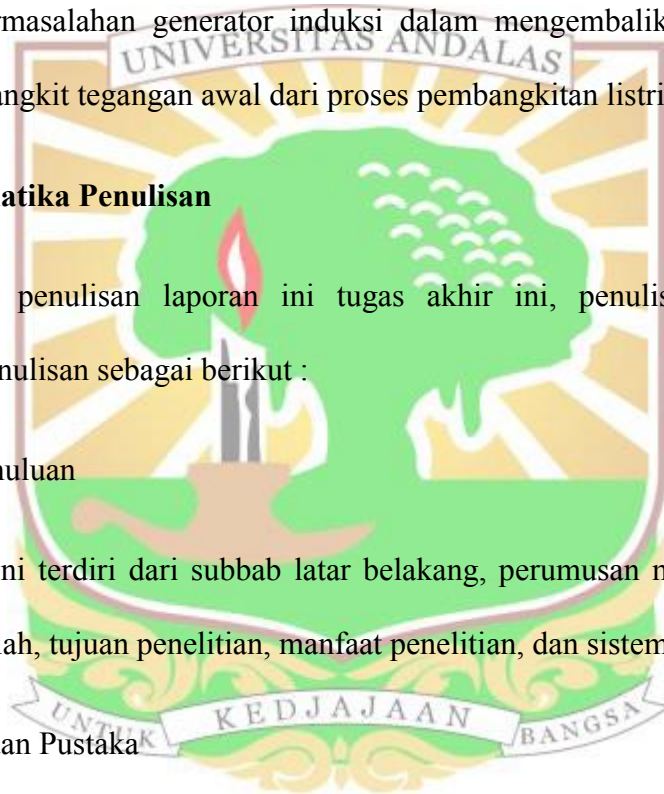 rmasalahan generator induksi dalam mengembalik
UNIVERSITAS ANDALAS
angkit tegangan awal dari proses pembangkitan listri
atika Penulisan
penulisan laporan ini tugas akhir ini, penulis
nulisan sebagai berikut :
huluan
ni terdiri dari subbab latar belakang, perumusan m
lah, tujuan penelitian, manfaat penelitian, dan sistem
UNTUK KEDJAJAAN BANGSA
an Pustaka